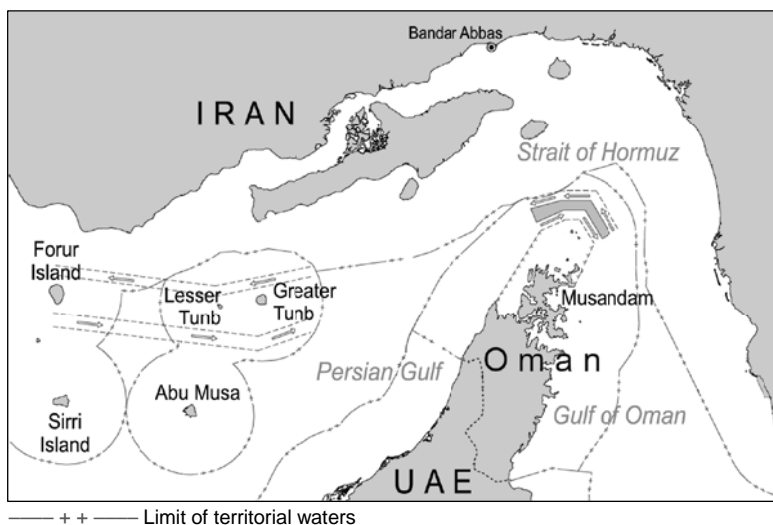 Bandar Abbas
IRAN
Strait of Hormuz
Forur
Island
Lesser
Tunb
Greater
Tunb
Musandam
Oman
Persian Gulf
Abu Musa
Sirri
Island
Gulf of Oman
UAE
+ + Limit of territorial waters